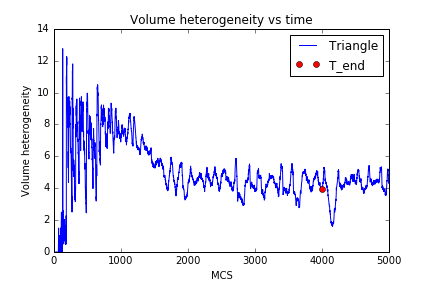 Volume heterogeneity vs time
14
12
10
8
6
4
2
0
Volume heterogeneity
Triangle
T_end
0 1000 2000 3000 4000 5000
MCS